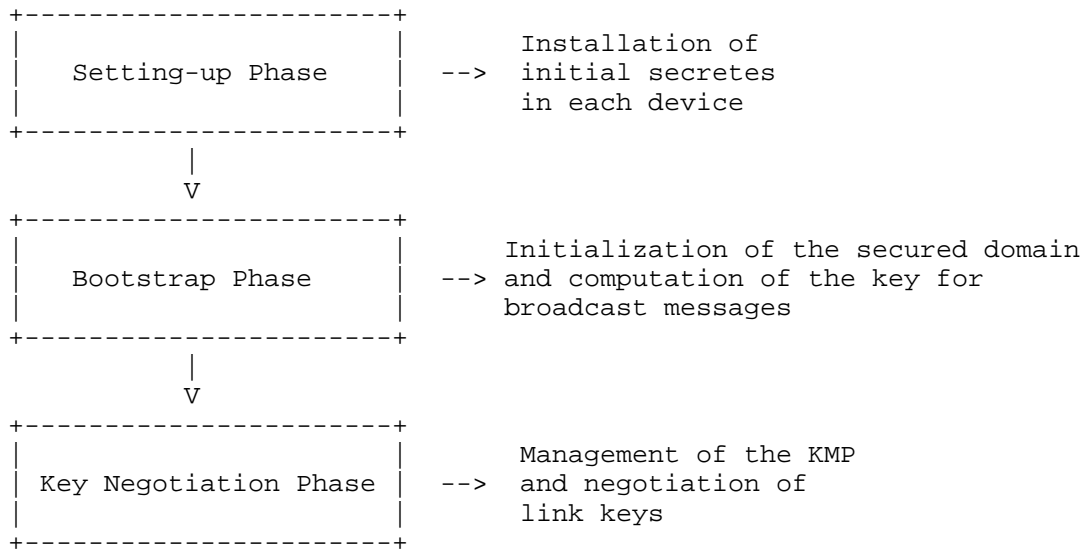 Installation of
Setting-up Phase --> initial secretes
in each device
V
Initialization of the secured domain
Bootstrap Phase --> and computation of the key for
broadcast messages
V
Management of the KMP
Key Negotiation Phase --> and negotiation of
link keys